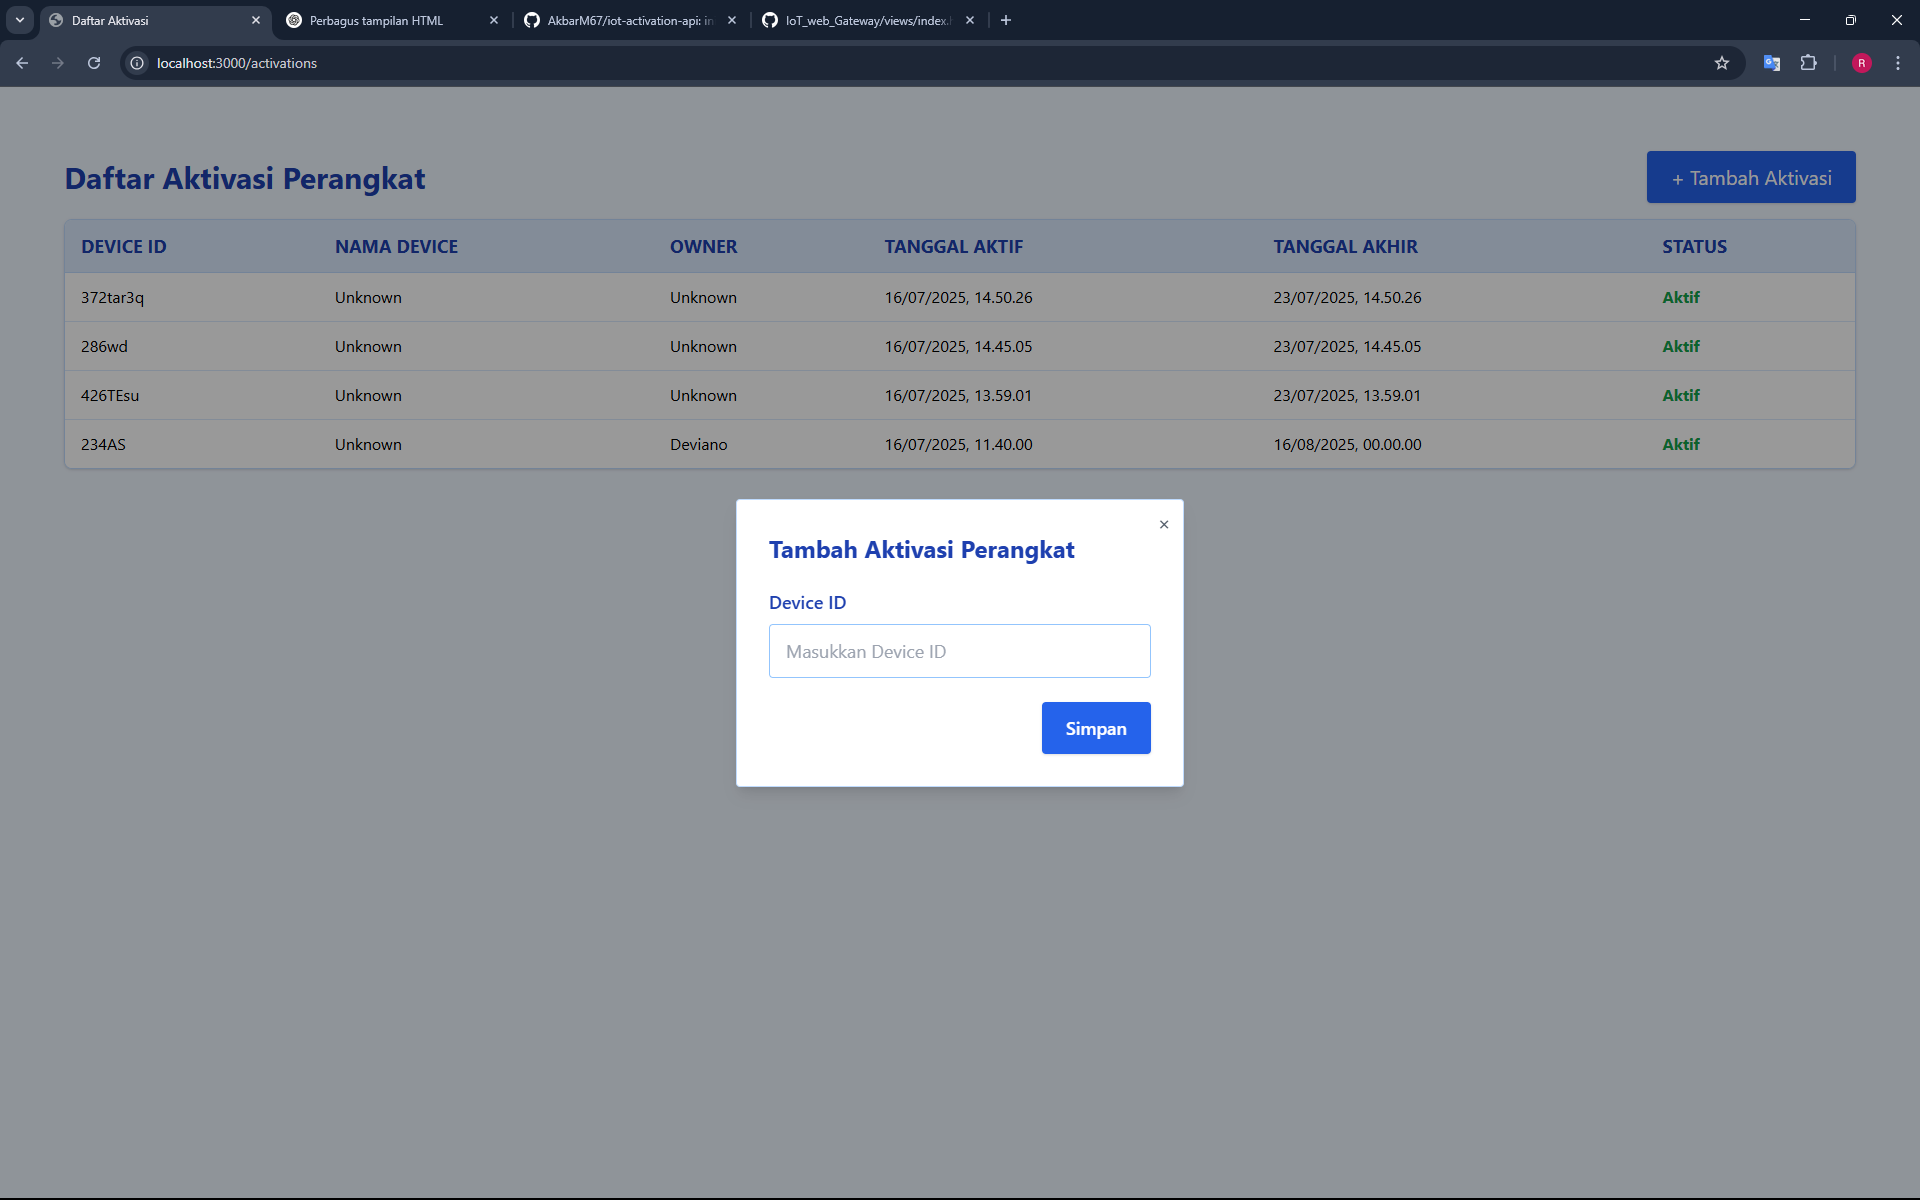 Daftar Aktivasi
Perbagus tampilan HTML
AkbarM67/iot-activation-api: in
IoT_web_Gateway/views/index.
localhost:3000/activations
R
Daftar Aktivasi Perangkat
+ Tambah Aktivasi
DEVICE ID NAMA DEVICE OWNER TANGGAL AKTIF TANGGAL AKHIR STATUS
372tar3q Unknown Unknown 16/07/2025, 14.50.26 23/07/2025, 14.50.26 Aktif
286wd Unknown Unknown 16/07/2025, 14.45.05 23/07/2025, 14.45.05 Aktif
426TEsu Unknown Unknown 16/07/2025, 13.59.01 23/07/2025, 13.59.01 Aktif
234AS Unknown Deviano 16/07/2025, 11.40.00 16/08/2025, 00.00.00 Aktif
Tambah Aktivasi Perangkat
Device ID
Masukkan Device ID
Simpan